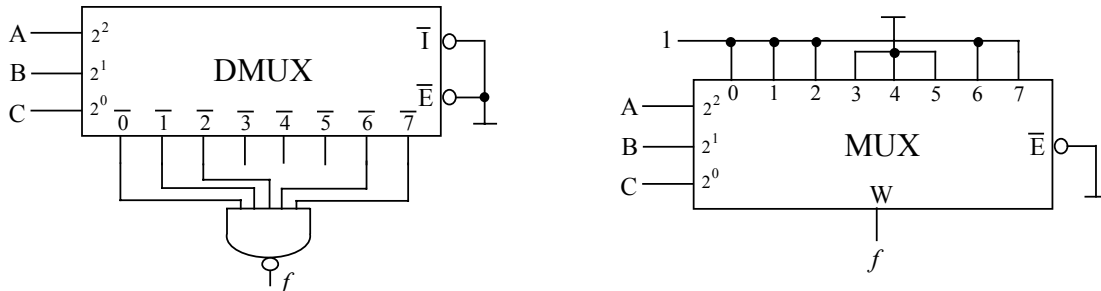 A 2² I̅
B 2¹ DMUX
C 2⁰ E̅
0̅ 1̅ 2̅ 3̅ 4̅ 5̅ 6̅ 7̅
f
1
0 1 2 3 4 5 6 7
A 2²
B 2¹ MUX E̅
C 2⁰
W
f